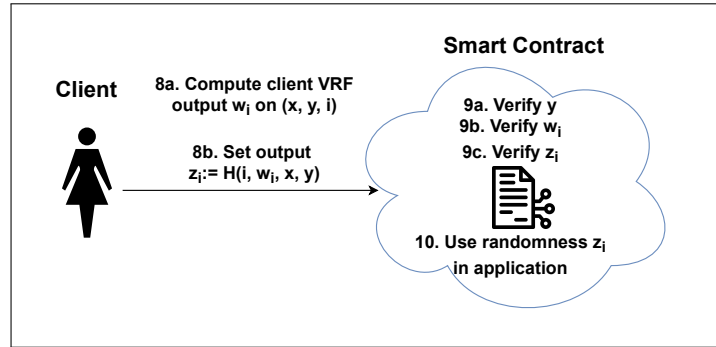 Client
8a. Compute client VRF
output wi on (x, y, i)
8b. Set output
zi:= H(i, wi, x, y)
Smart Contract
9a. Verify y
9b. Verify wi
9c. Verify zi
10. Use randomness zi
in application